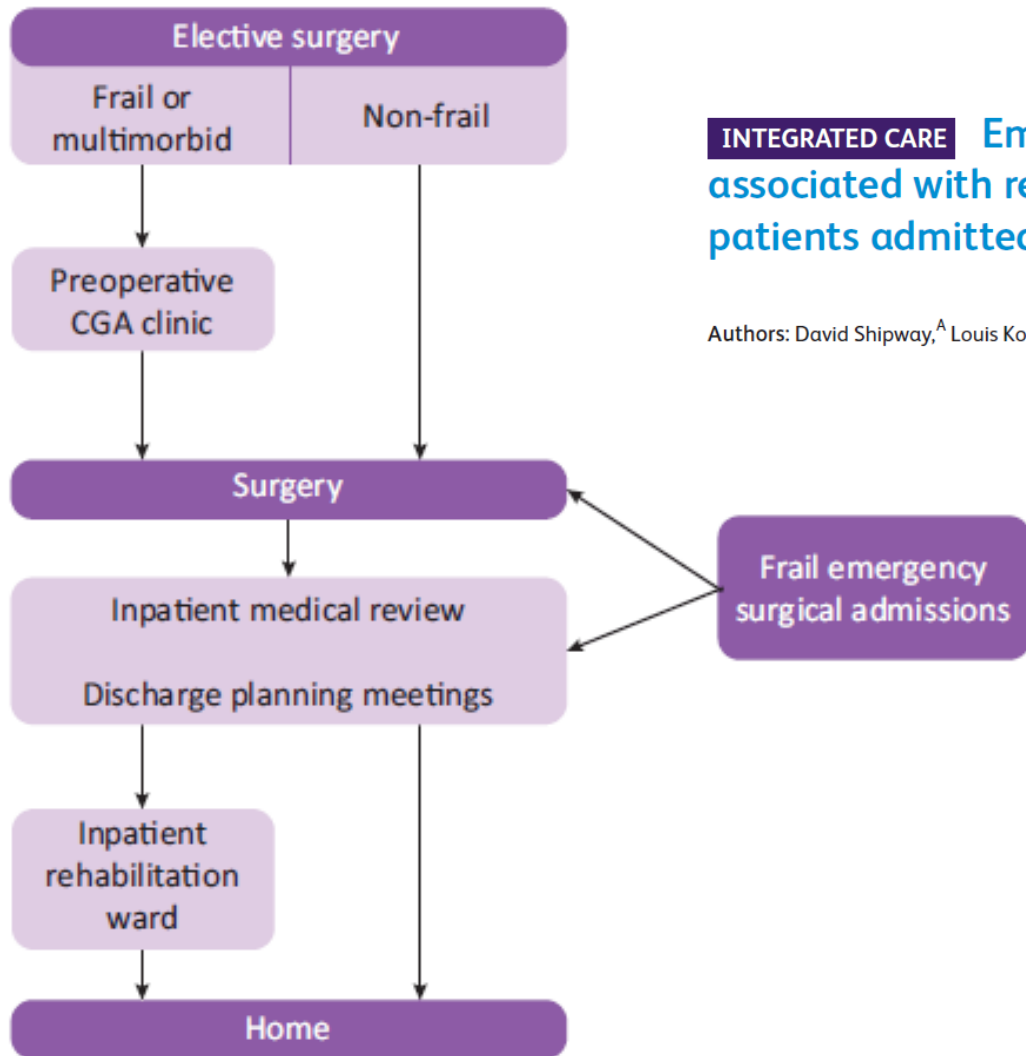 Elective surgery
Frail or
multimorbid
Non-frail
Preoperative
CGA clinic
Surgery
Inpatient medical review
Discharge planning meetings
Inpatient
rehabilitation
ward
Home
Frail emergency
surgical admissions
INTEGRATED CARE Em
associated with re
patients admitted
Authors: David Shipway,ᴬ Louis Ko